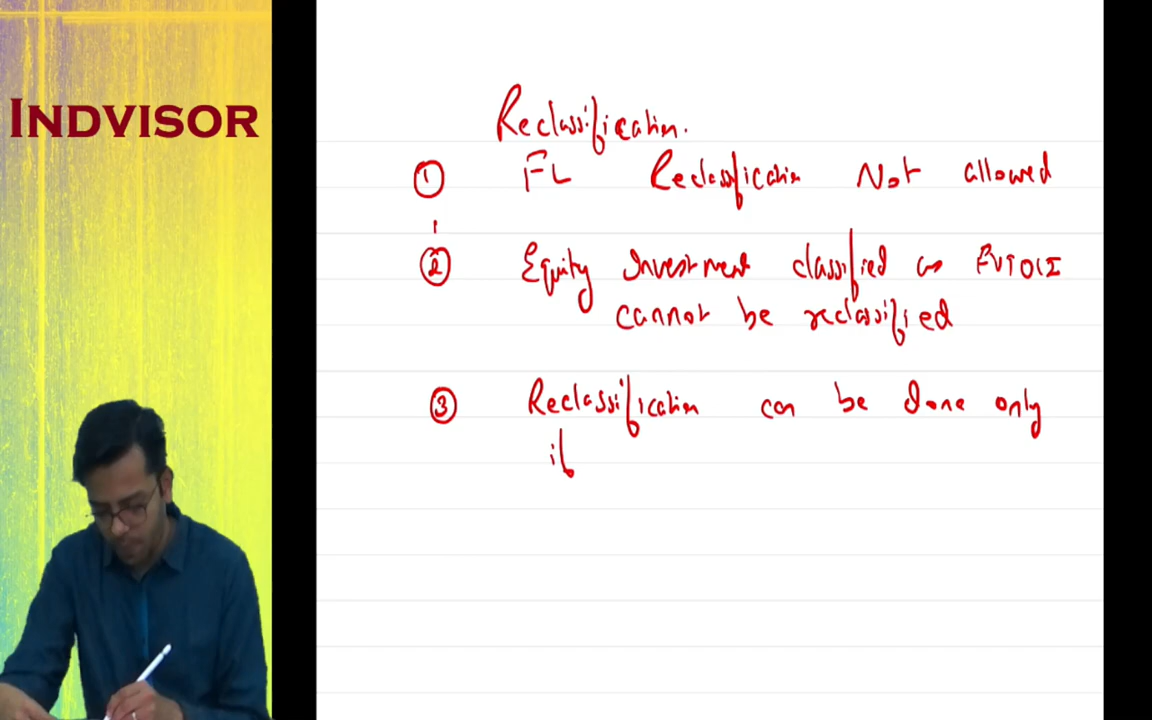 INDVISOR
Reclassification.
① FL Reclassification Not allowed
② Equity Investment classified as FVTOCI
cannot be reclassified
③ Reclassification can be done only
if